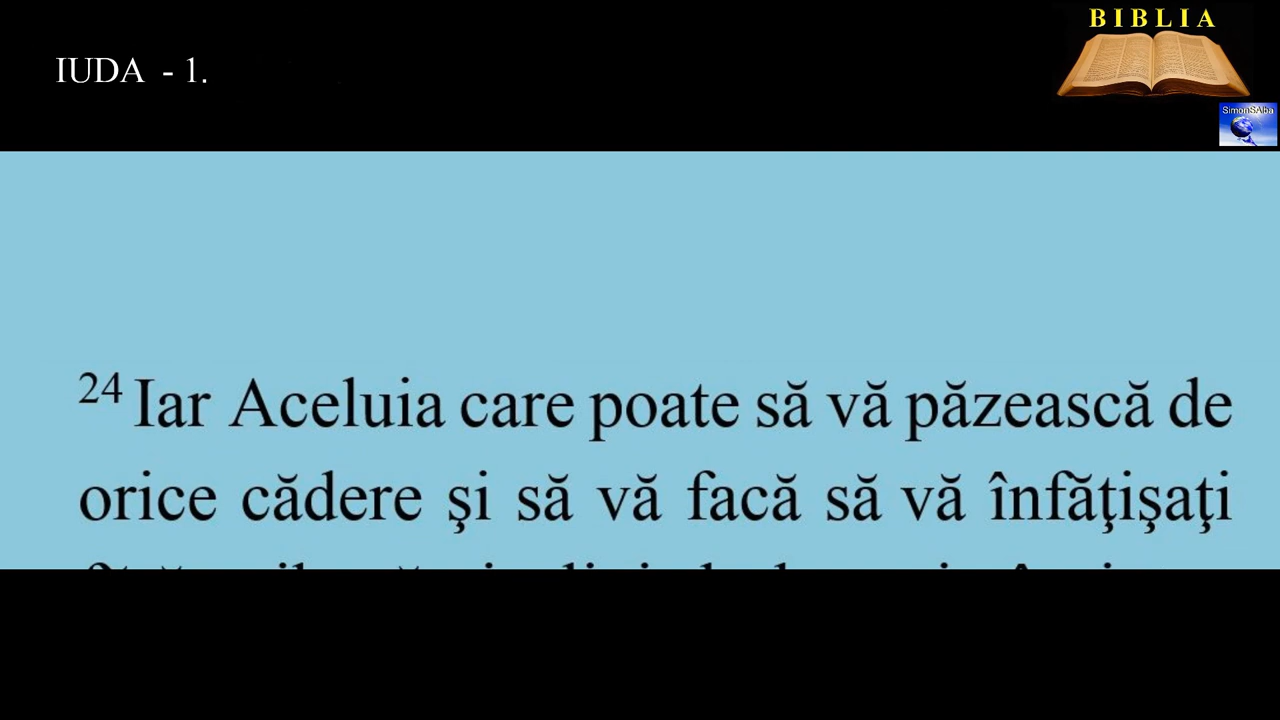 BIBLIA
IUDA - 1.
SimonSAlba
24 Iar Aceluia care poate să vă păzească de
orice cădere şi să vă facă să vă înfăţişaţi